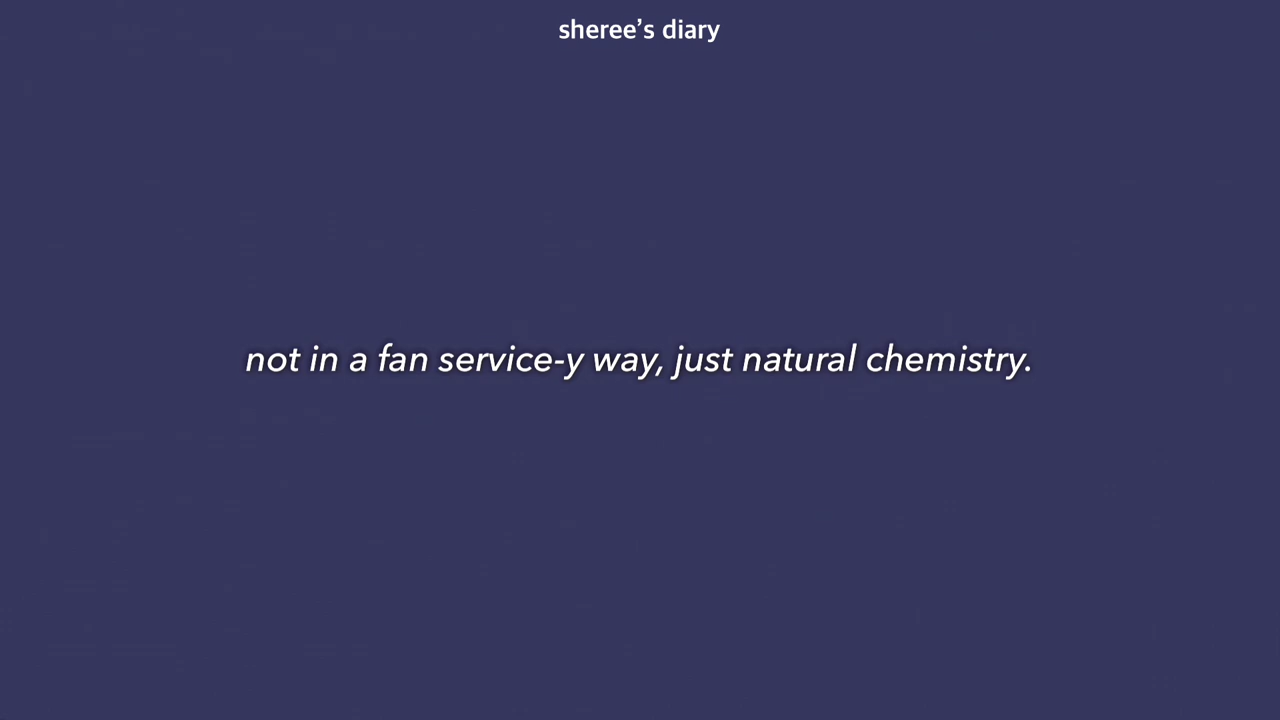 sheree’s diary
not in a fan service-y way, just natural chemistry.